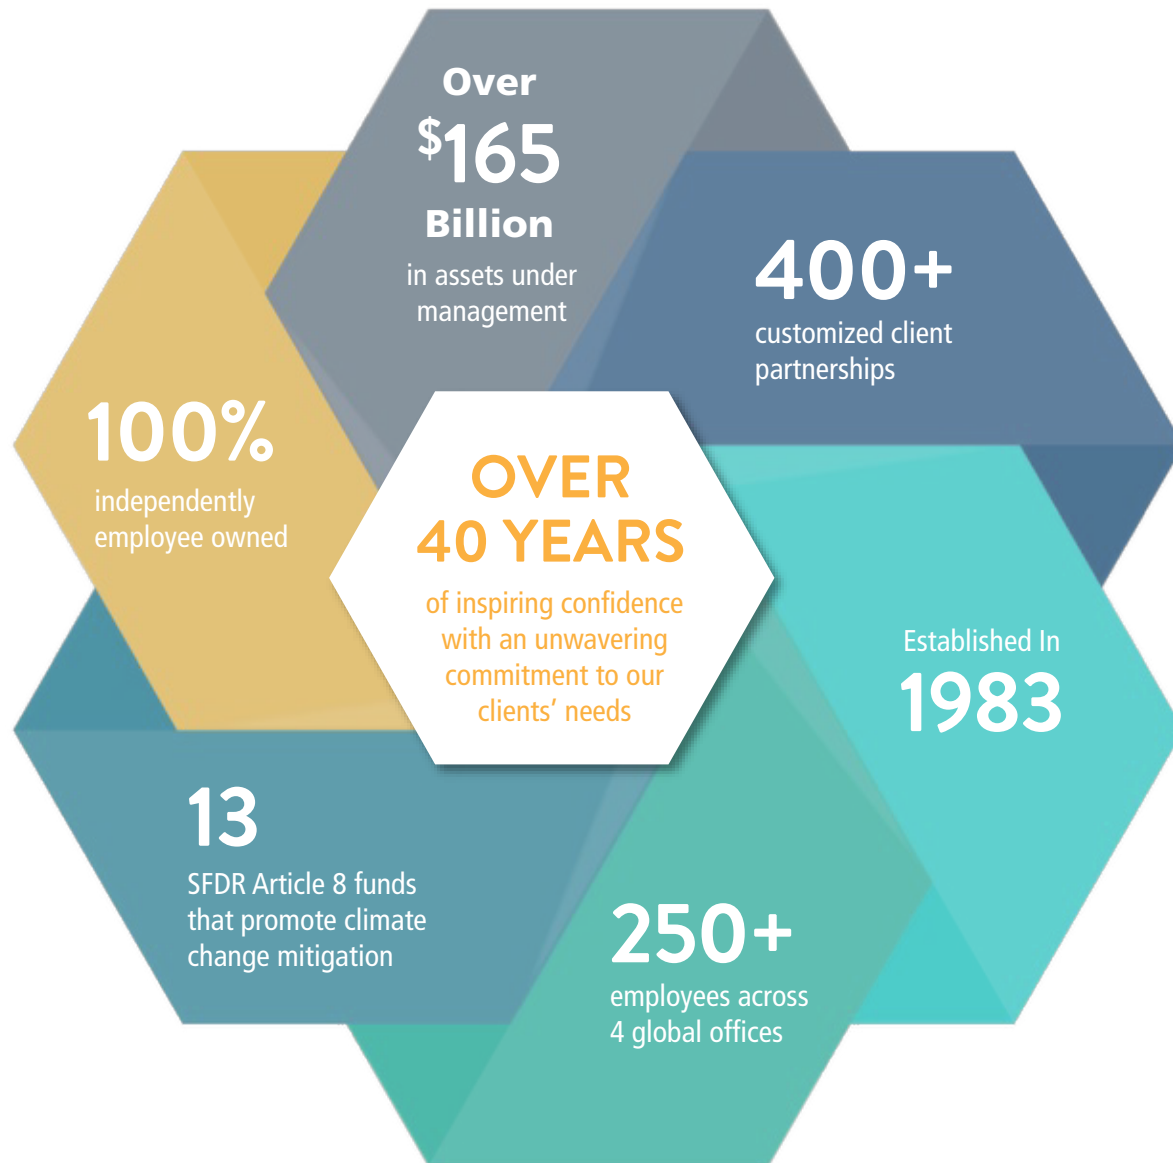 Over
$165
Billion
in assets under
management
400+
customized client
partnerships
100%
independently
employee owned
OVER
40 YEARS
of inspiring confidence
with an unwavering
commitment to our
clients’ needs
Established In
1983
13
SFDR Article 8 funds
that promote climate
change mitigation
250+
employees across
4 global offices